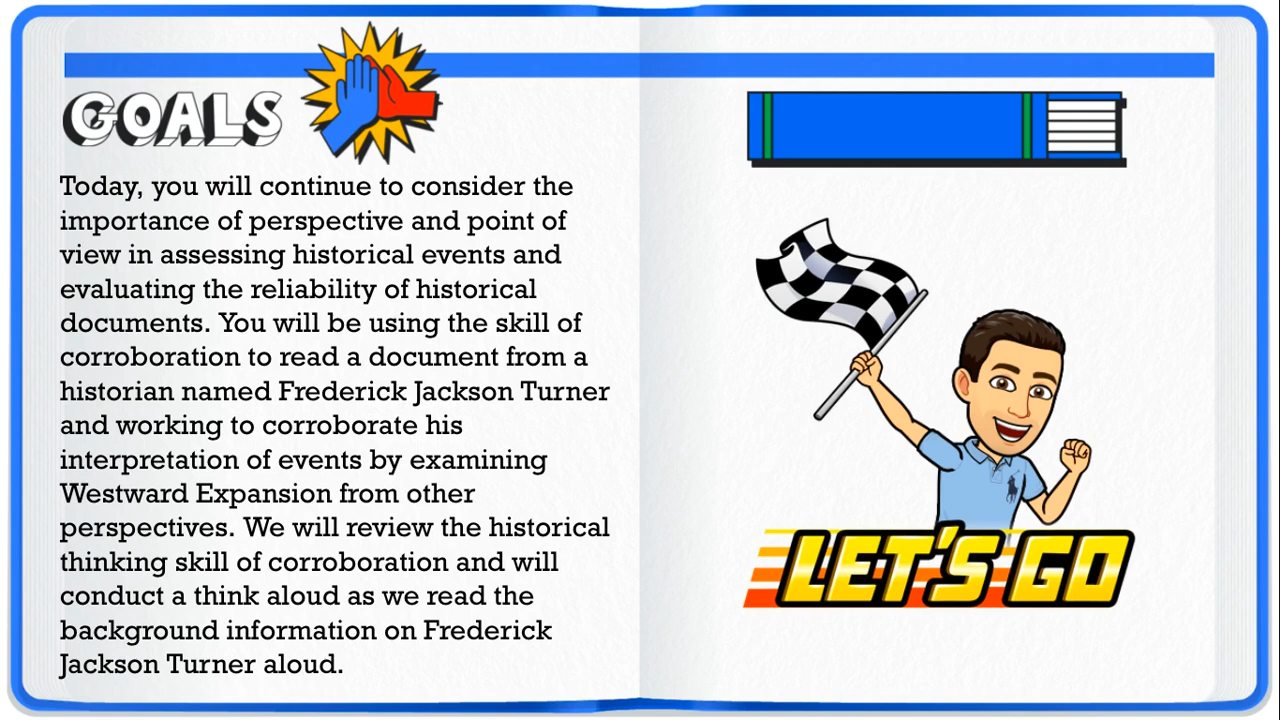 GOALS
Today, you will continue to consider the
importance of perspective and point of
view in assessing historical events and
evaluating the reliability of historical
documents. You will be using the skill of
corroboration to read a document from a
historian named Frederick Jackson Turner
and working to corroborate his
interpretation of events by examining
Westward Expansion from other
perspectives. We will review the historical
thinking skill of corroboration and will
conduct a think aloud as we read the
background information on Frederick
Jackson Turner aloud.
LET'S GO